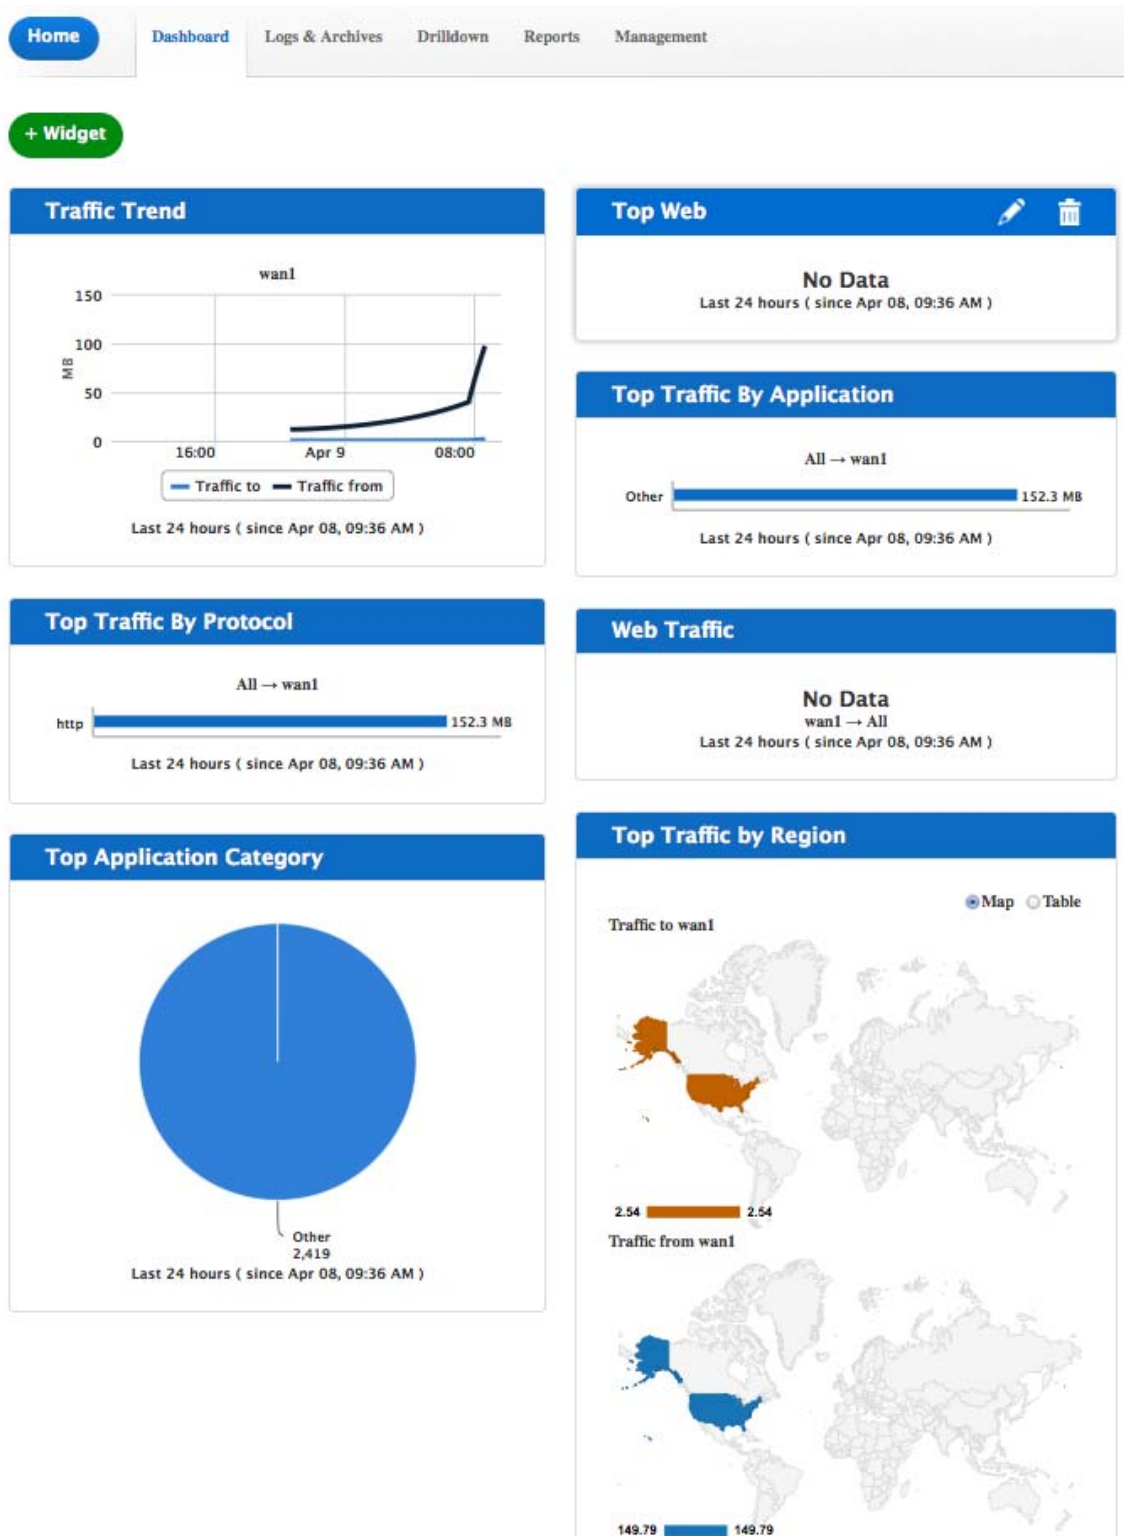 Home
Dashboard
Logs & Archives
Drilldown
Reports
Management
+ Widget
Traffic Trend
wan1
150
100
50
0
MB
16:00
Apr 9
08:00
Traffic to
Traffic from
Last 24 hours ( since Apr 08, 09:36 AM )
Top Traffic By Protocol
All → wan1
http
152.3 MB
Last 24 hours ( since Apr 08, 09:36 AM )
Top Application Category
Other
2,419
Last 24 hours ( since Apr 08, 09:36 AM )
Top Web
No Data
Last 24 hours ( since Apr 08, 09:36 AM )
Top Traffic By Application
All → wan1
Other
152.3 MB
Last 24 hours ( since Apr 08, 09:36 AM )
Web Traffic
No Data
wan1 → All
Last 24 hours ( since Apr 08, 09:36 AM )
Top Traffic by Region
Map
Table
Traffic to wan1
2.54
2.54
Traffic from wan1
149.79
149.79